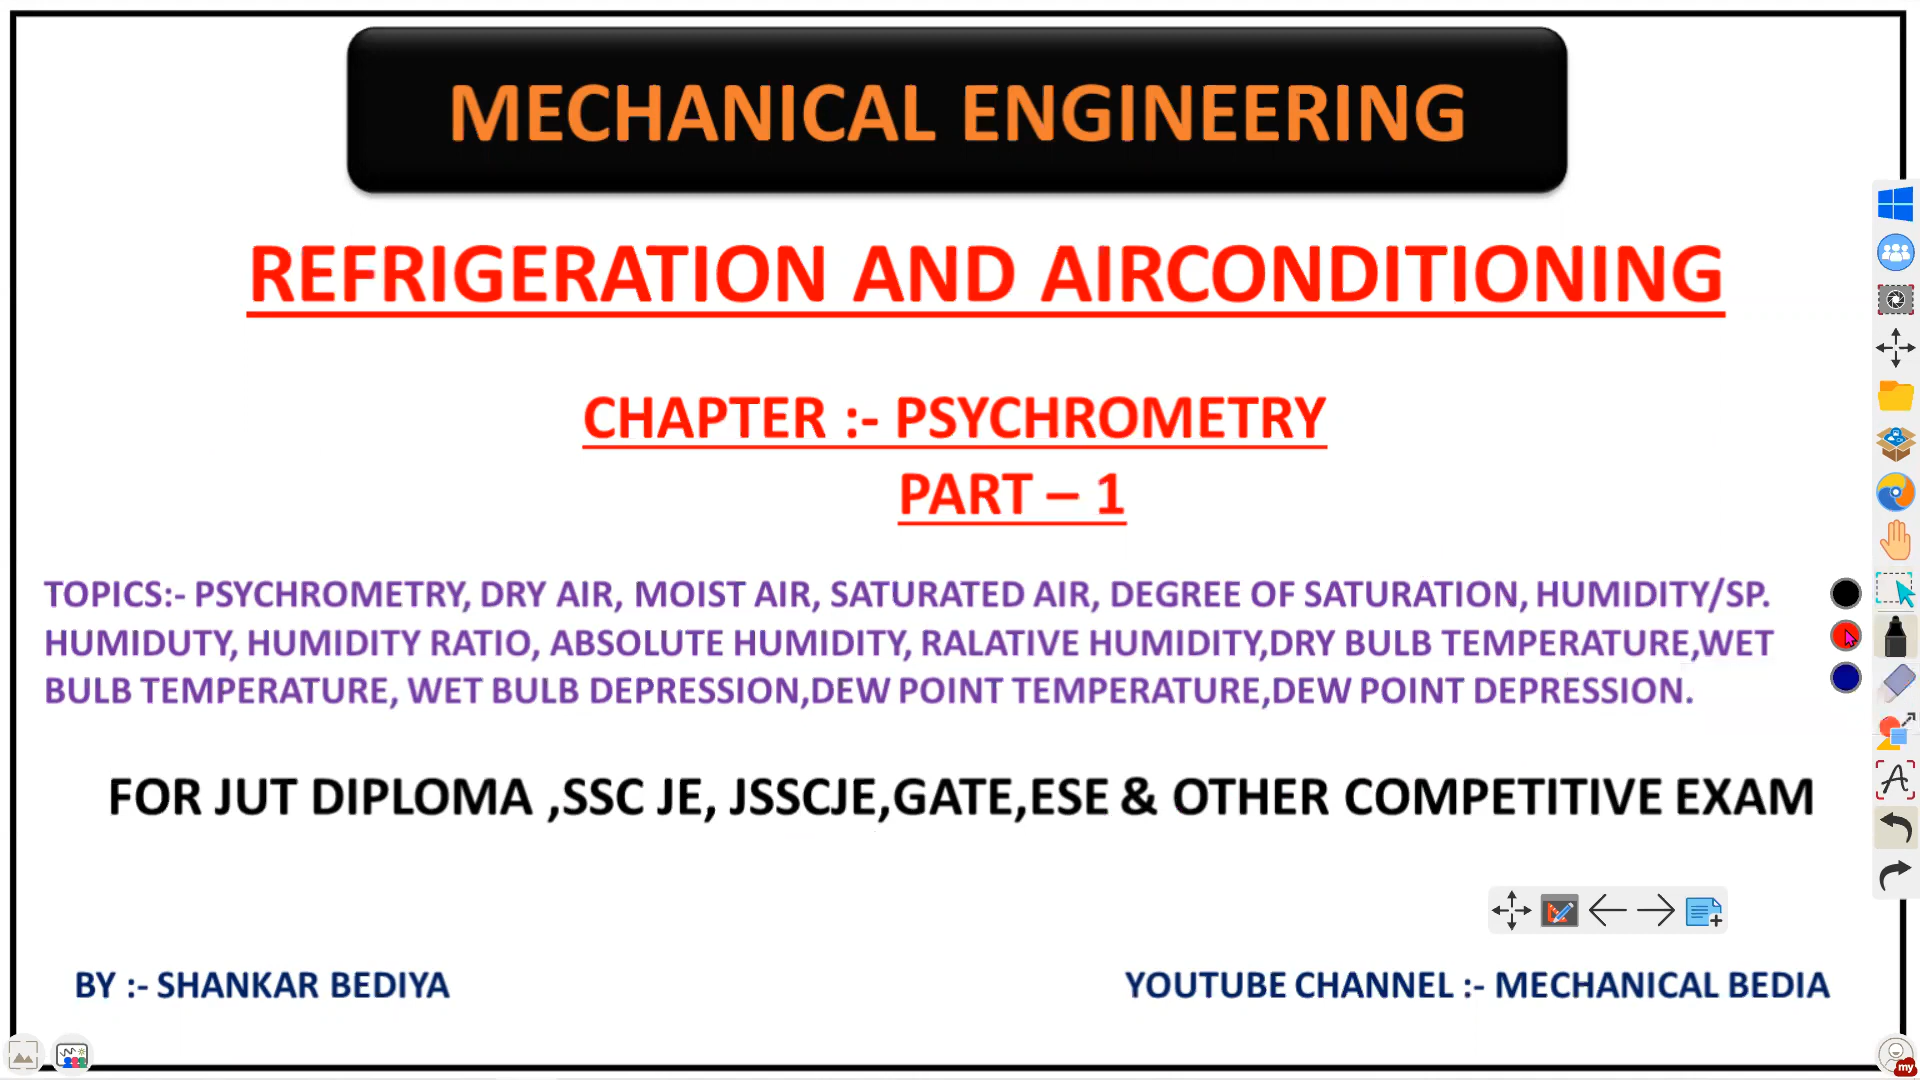 MECHANICAL ENGINEERING
REFRIGERATION AND AIRCONDITIONING
CHAPTER :- PSYCHROMETRY
PART – 1
TOPICS:- PSYCHROMETRY, DRY AIR, MOIST AIR, SATURATED AIR, DEGREE OF SATURATION, HUMIDITY/SP.
HUMIDUTY, HUMIDITY RATIO, ABSOLUTE HUMIDITY, RALATIVE HUMIDITY,DRY BULB TEMPERATURE,WET
BULB TEMPERATURE, WET BULB DEPRESSION,DEW POINT TEMPERATURE,DEW POINT DEPRESSION.
FOR JUT DIPLOMA ,SSC JE, JSSCJE,GATE,ESE & OTHER COMPETITIVE EXAM
BY :- SHANKAR BEDIYA
YOUTUBE CHANNEL :- MECHANICAL BEDIA
my